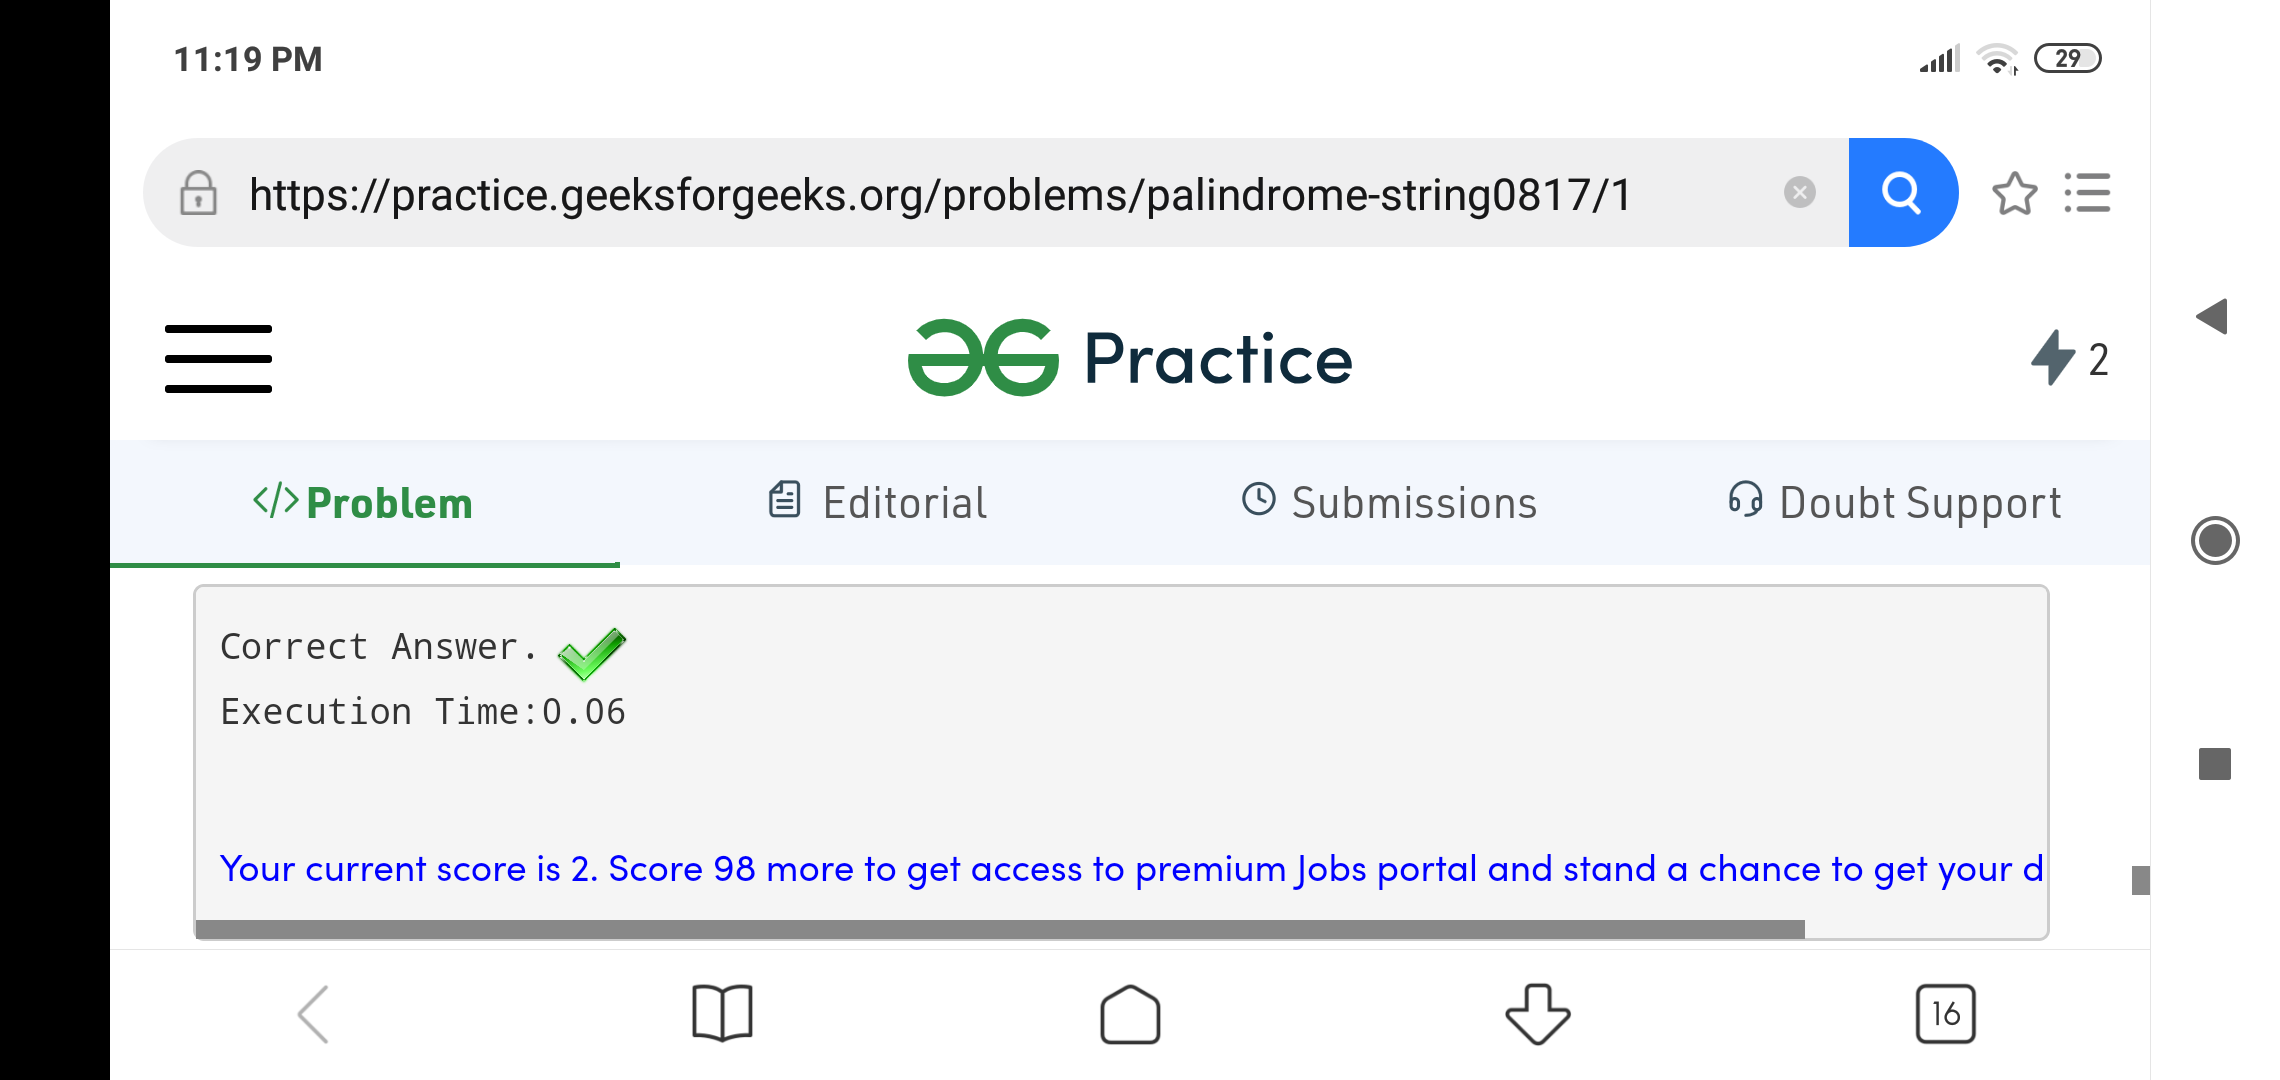 11:19 PM
29
https://practice.geeksforgeeks.org/problems/palindrome-string0817/1
Practice
2
</>Problem
Editorial
Submissions
Doubt Support
Correct Answer.
Execution Time:0.06
Your current score is 2. Score 98 more to get access to premium Jobs portal and stand a chance to get your d
16